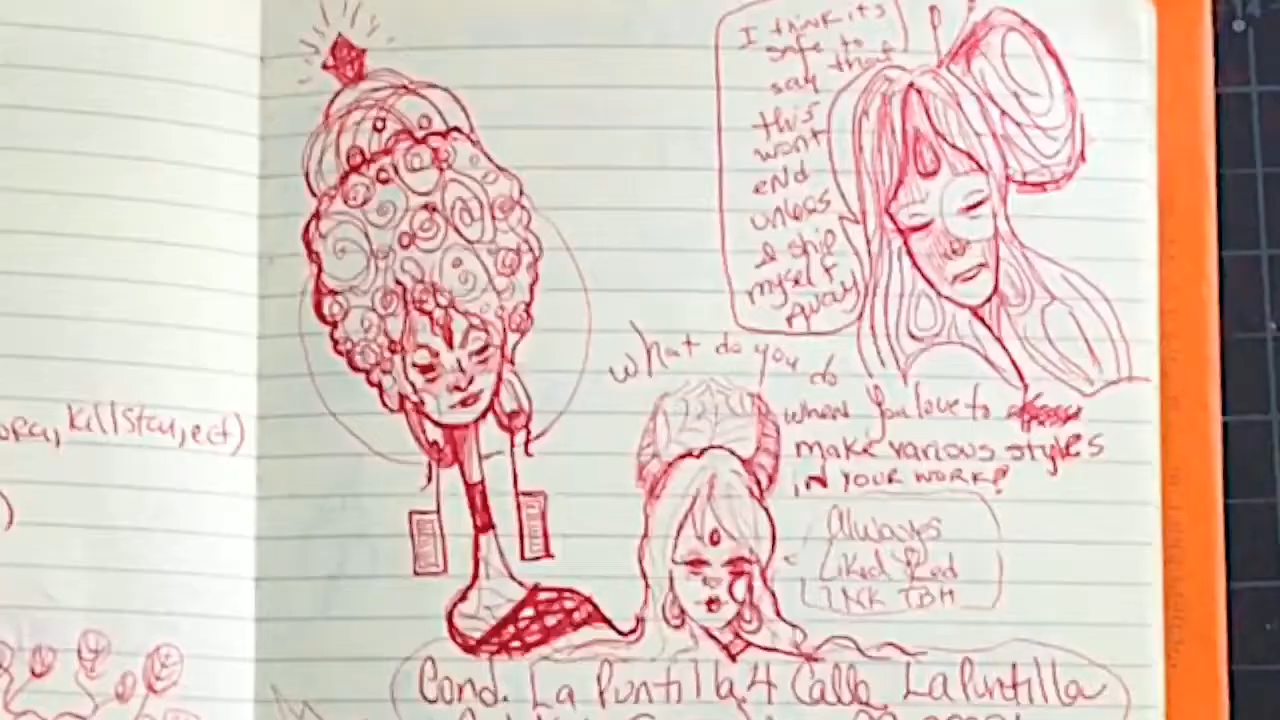 I think its
safe to
say that
this
wont
end
unless
I ship
myself
AWAY
What do you do
when you love to
make various styles
in YOUR WORK?
Always
Liked Red
INK TBH
Killstar, ect)
)
Cond. La Puntilla 4 Calle La Puntilla